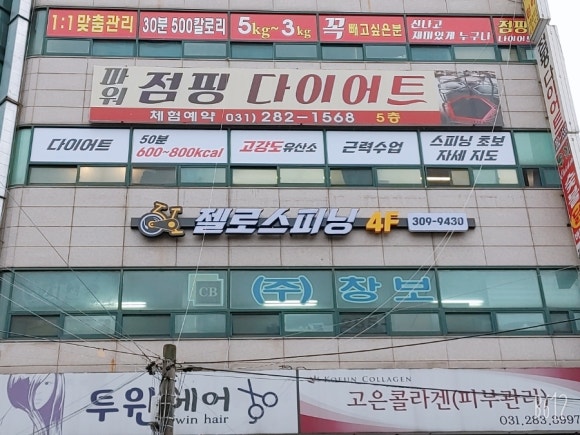 1:1맞춤관리 30분 500칼로리 5kg~3kg 꼭 빼고싶은분
신나고
재미있게 누구나
점핑
다이어트
파워 점핑 다이어트
체험예약 (031)282-1568 5층
다이어트
50분
600~800kcal
고강도유산소
근력수업
스피닝 초보
자세 지도
첼로스피닝 4F 309-9430
CB
(주)창보
투윈헤어
win hair
KOEUN COLLAGEN
고은콜라겐(피부관리)
031.283.8997